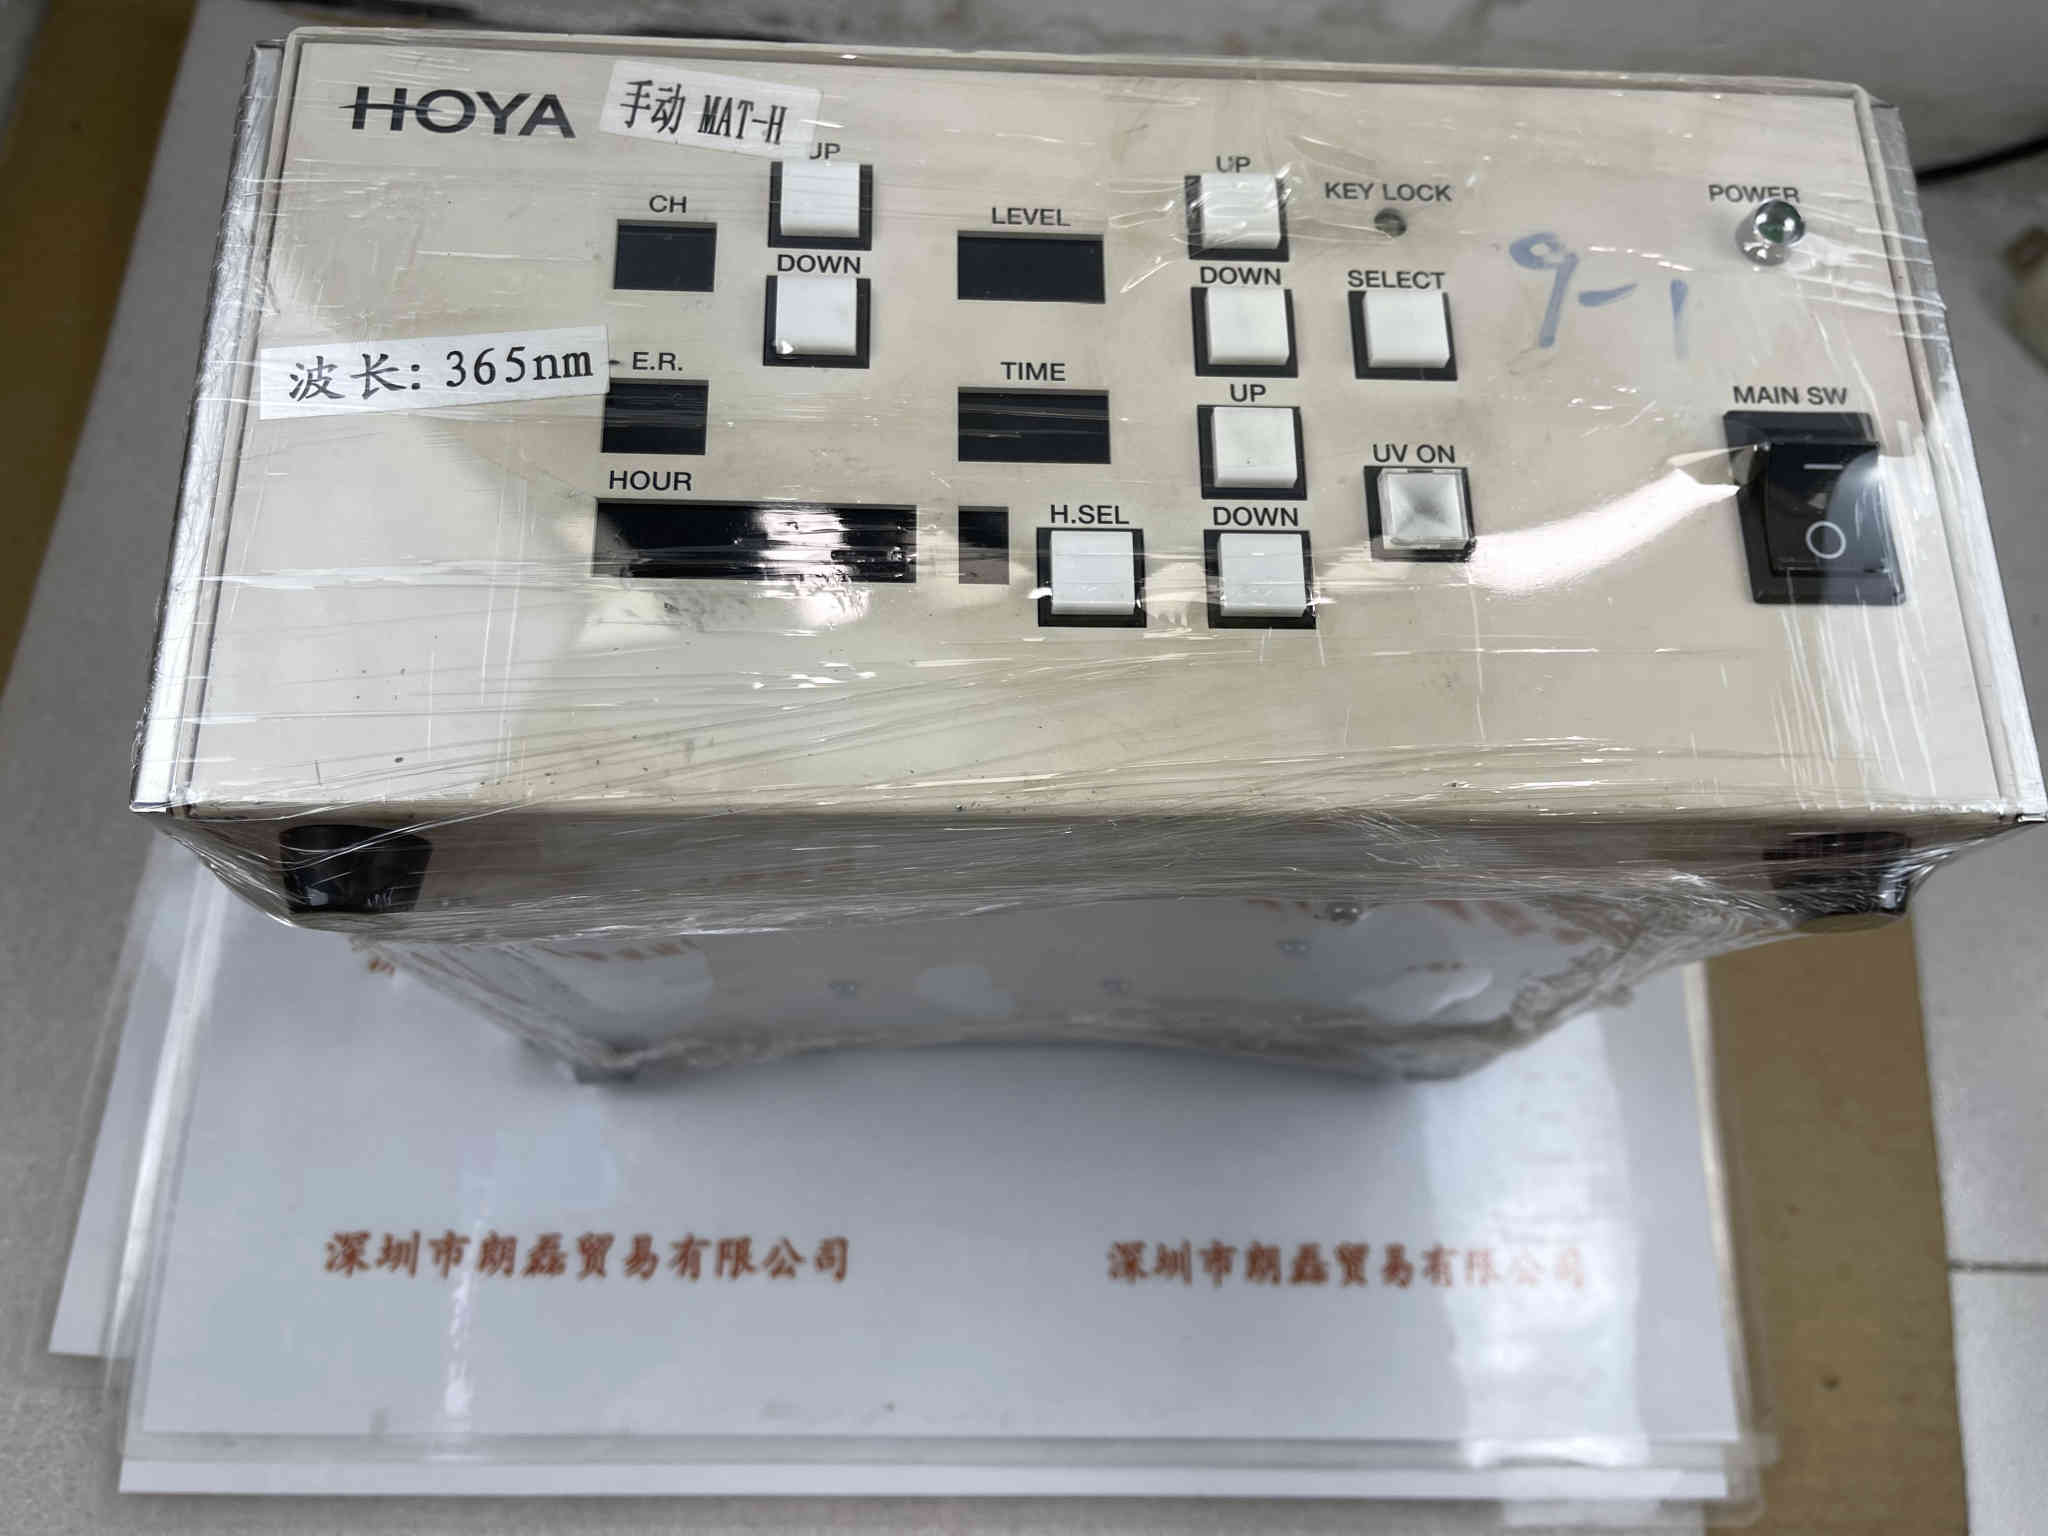 HOYA 手动 MAT-H
UP
UP
CH
LEVEL
KEY LOCK
POWER
DOWN
DOWN
SELECT
9-1
波长: 365nm
E.R.
TIME
UP
MAIN SW
HOUR
UV ON
H.SEL
DOWN
深圳市朗磊贸易有限公司
深圳市朗磊贸易有限公司